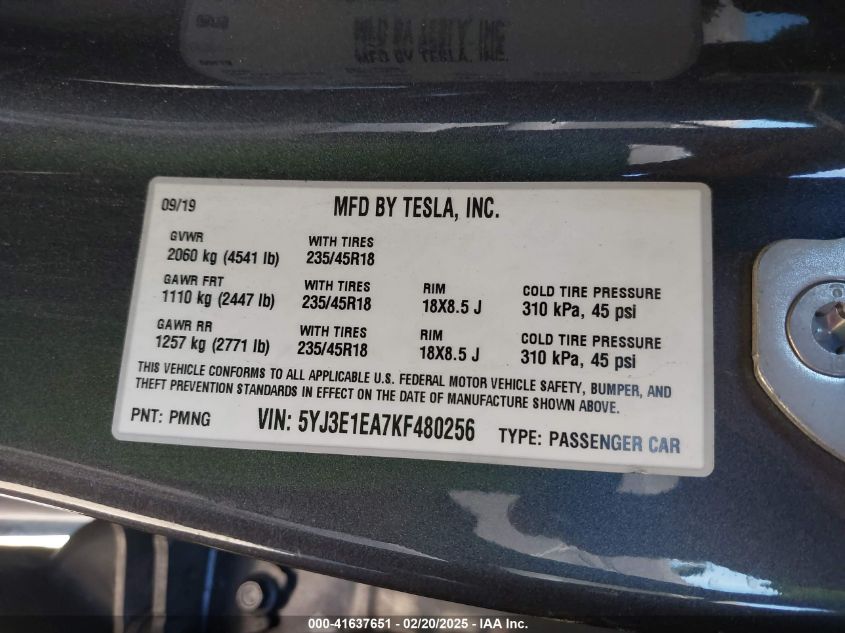 MFD BY TESLA, INC.
09/19 MFD BY TESLA, INC.
GVWR WITH TIRES
2060 kg (4541 lb) 235/45R18
GAWR FRT WITH TIRES RIM COLD TIRE PRESSURE
1110 kg (2447 lb) 235/45R18 18X8.5 J 310 kPa, 45 psi
GAWR RR WITH TIRES RIM COLD TIRE PRESSURE
1257 kg (2771 lb) 235/45R18 18X8.5 J 310 kPa, 45 psi
THIS VEHICLE CONFORMS TO ALL APPLICABLE U.S. FEDERAL MOTOR VEHICLE SAFETY, BUMPER, AND
THEFT PREVENTION STANDARDS IN EFFECT ON THE DATE OF MANUFACTURE SHOWN ABOVE.
PNT: PMNG VIN: 5YJ3E1EA7KF480256 TYPE: PASSENGER CAR
000-41637651 - 02/20/2025 - IAA Inc.